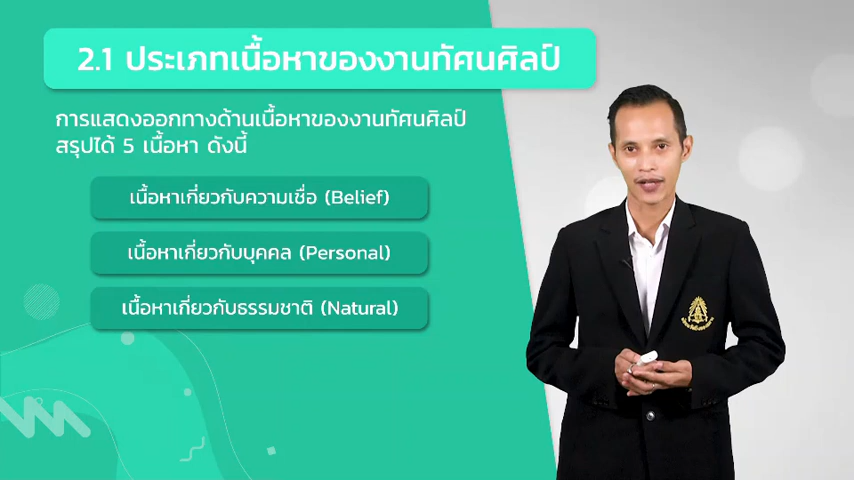 2.1 ประเภทเนื้อหาของงานทัศนศิลป์
การแสดงออกทางด้านเนื้อหาของงานทัศนศิลป์
สรุปได้ 5 เนื้อหา ดังนี้
เนื้อหาเกี่ยวกับความเชื่อ (Belief)
เนื้อหาเกี่ยวกับบุคคล (Personal)
เนื้อหาเกี่ยวกับธรรมชาติ (Natural)